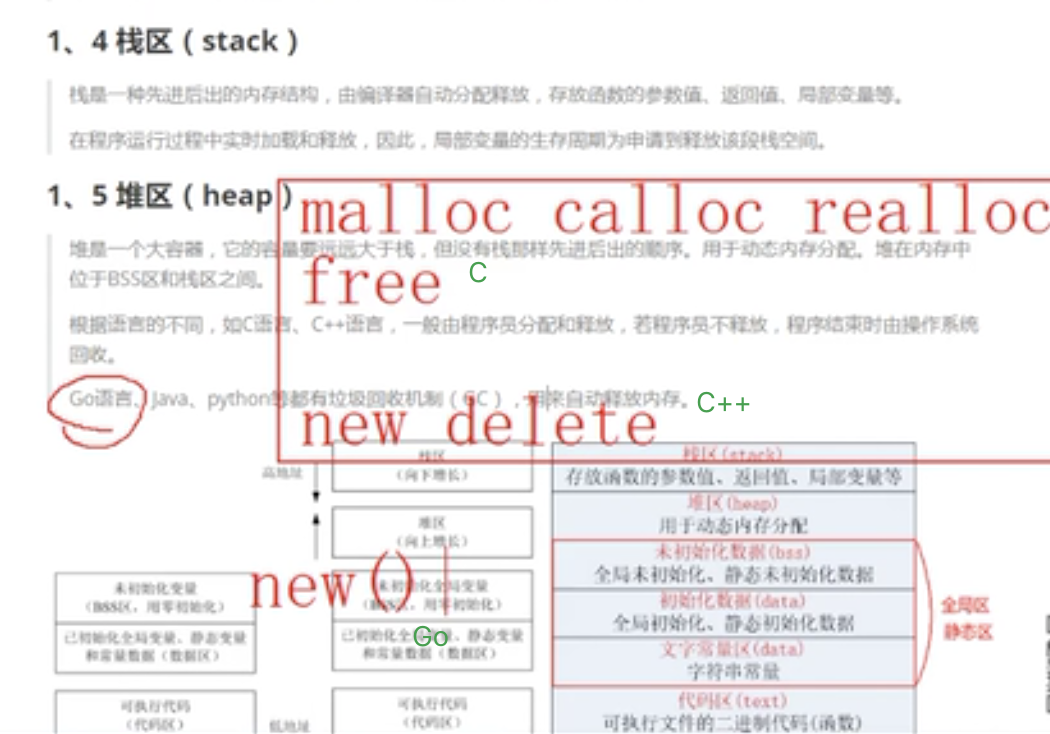 1、4 栈区（stack）
栈是一种先进后出的内存结构，由编译器自动分配释放，存放函数的参数值、返回值、局部变量等。
在程序运行过程中实时加载和释放，因此，局部变量的生存周期为申请到释放该段栈空间。
1、5 堆区（heap）
malloc calloc realloc
堆是一个大容器，它的容量要远远大于栈，但没有栈那样先进后出的顺序。用于动态内存分配。堆在内存中
位于BSS区和栈区之间。
free C
根据语言的不同，如C语言、C++语言，一般由程序员分配和释放，若程序员不释放，程序结束时由操作系统
回收。
Go语言、Java、python等都有垃圾回收机制（GC），用来自动释放内存。
C++
new delete
高地址
栈区
（向下增长）
堆区
（向上增长）
new()
未初始化全局变量
（BSS区，用零初始化）
Go
已初始化全局变量、静态变量
和常量数据（数据区）
可执行代码
（代码区）
未初始化变量
（BSS区，用零初始化）
已初始化全局变量、静态变量
和常量数据（数据区）
可执行代码
（代码区）
低地址
栈区(stack)
存放函数的参数值、返回值、局部变量等
堆区(heap)
用于动态内存分配
未初始化数据(bss)
全局未初始化、静态未初始化数据
初始化数据(data)
全局初始化、静态初始化数据
文字常量区(data)
字符串常量
代码区(text)
可执行文件的二进制代码(函数)
全局区
静态区